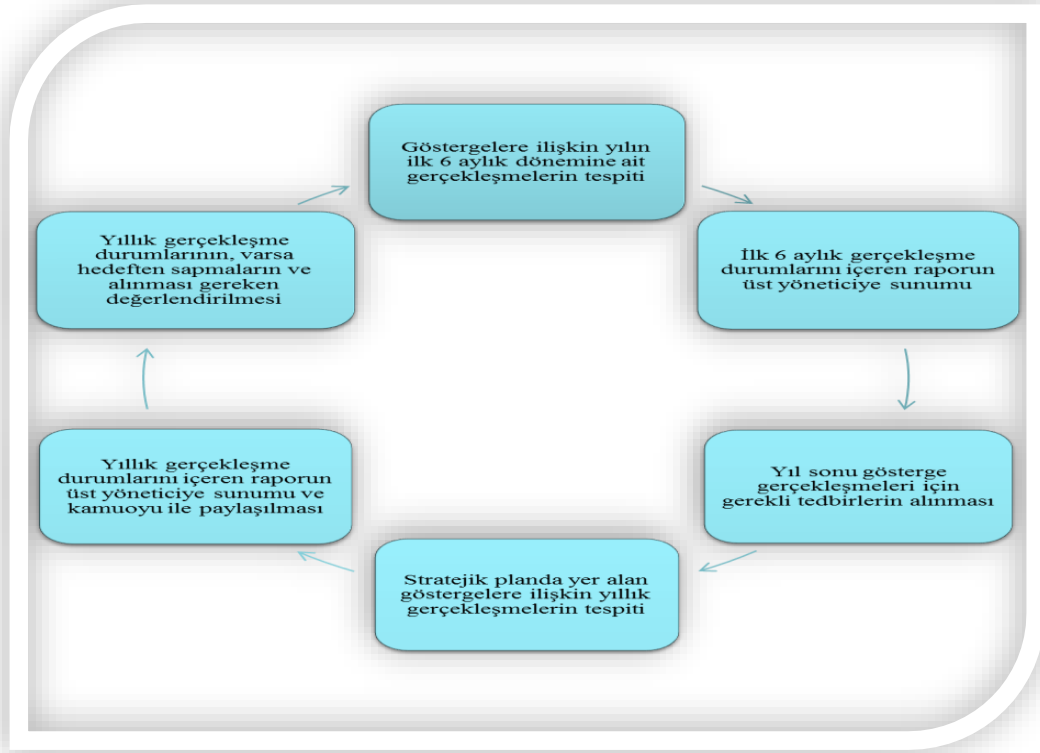 Göstergelere ilişkin yılın
ilk 6 aylık dönemine ait
gerçekleşmelerin tespiti
İlk 6 aylık gerçekleşme
durumlarını içeren raporun
üst yöneticiye sunumu
Yıl sonu gösterge
gerçekleşmeleri için
gerekli tedbirlerin alınması
Stratejik planda yer alan
göstergelere ilişkin yıllık
gerçekleşmelerin tespiti
Yıllık gerçekleşme
durumlarını içeren raporun
üst yöneticiye sunumu ve
kamuoyu ile paylaşılması
Yıllık gerçekleşme
durumlarının, varsa
hedeften sapmaların ve
alınması gereken
değerlendirilmesi